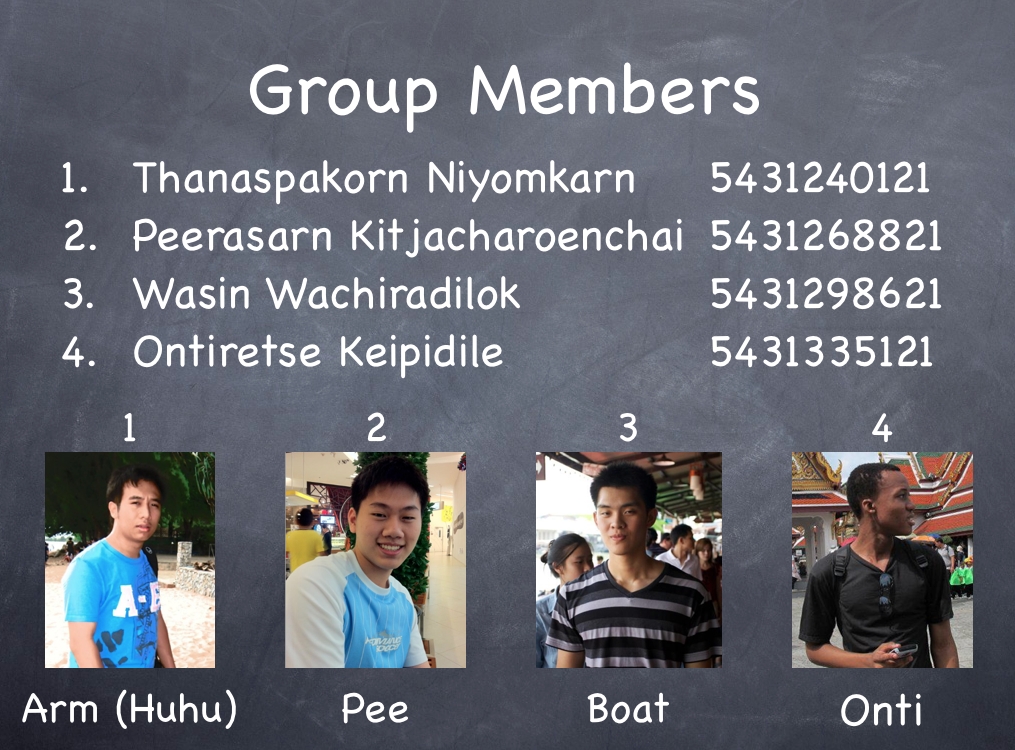 Group Members
1. Thanaspakorn Niyomkarn 5431240121
2. Peerasarn Kitjacharoenchai 5431268821
3. Wasin Wachiradilok 5431298621
4. Ontiretse Keipidile 5431335121
1 2 3 4
A-B
Arm (Huhu) Pee Boat Onti